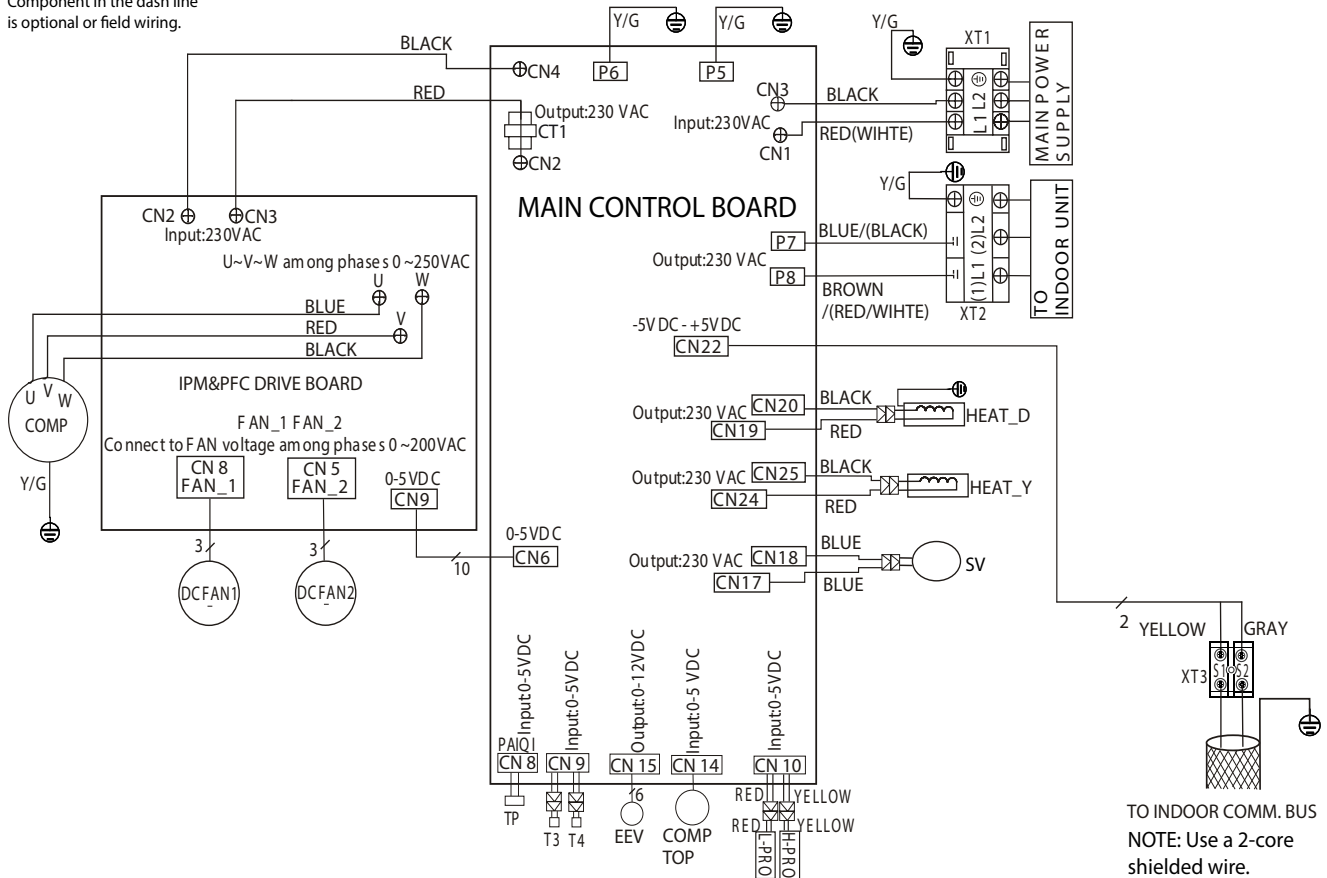 Component in the dash line
is optional or field wiring.
Y/G
Y/G
Y/G
XT1
MAIN POWER
SUPPLY
BLACK
CN4
P6
P5
CN3
BLACK
L1 L2
RED
Output:230 VAC
CT1
Input:230VAC
RED(WIHTE)
CN1
CN2
Y/G
MAIN CONTROL BOARD
CN2
CN3
Input:230VAC
P7
BLUE/(BLACK)
(1)L1 (2)L2
TO
INDOOR UNIT
Output:230 VAC
P8
BROWN
/(RED/WIHTE)
XT2
U~V~W among phases 0 ~250VAC
U
W
V
BLUE
RED
BLACK
-5V DC - +5VDC
CN22
IPM&PFC DRIVE BOARD
U
V
W
COMP
Y/G
Output:230 VAC
CN20
BLACK
HEAT_D
CN19
RED
FAN_1 FAN_2
Connect to FAN voltage among phases 0 ~200VAC
CN 8
FAN_1
CN 5
FAN_2
0-5VDC
CN9
Output:230 VAC
CN25
BLACK
HEAT_Y
CN24
RED
0-5VDC
CN6
10
3
3
DCFAN1
DCFAN2
Output:230 VAC
CN18
BLUE
SV
CN17
BLUE
2
YELLOW
GRAY
XT3
S1
S2
Input:0-5VDC
Input:0-5VDC
Output:0-12VDC
Input:0-5 VDC
Input:0-5VDC
PAIQI
CN 8
CN 9
CN 15
CN 14
CN 10
TP
T3
T4
6
EEV
COMP
TOP
RED
YELLOW
RED
YELLOW
L-PRO
H-PRO
TO INDOOR COMM. BUS
NOTE: Use a 2-core
shielded wire.